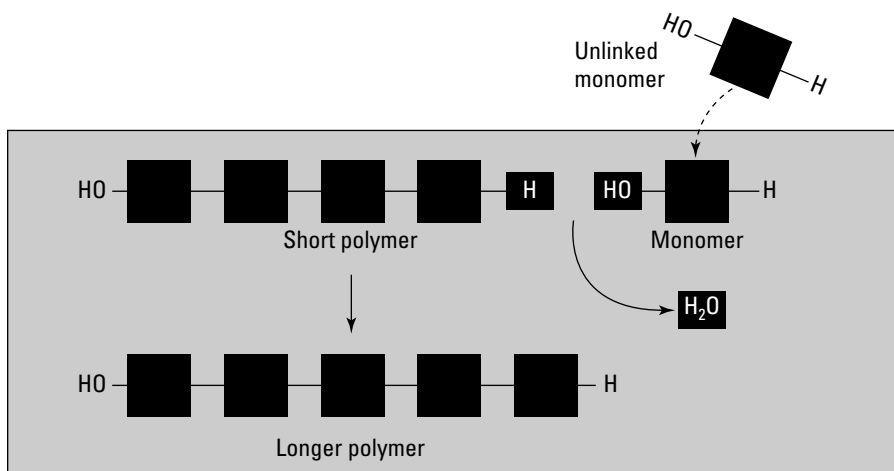 HO
Unlinked
monomer
H
HO
H
HO
H
Short polymer
Monomer
H₂O
HO
H
Longer polymer